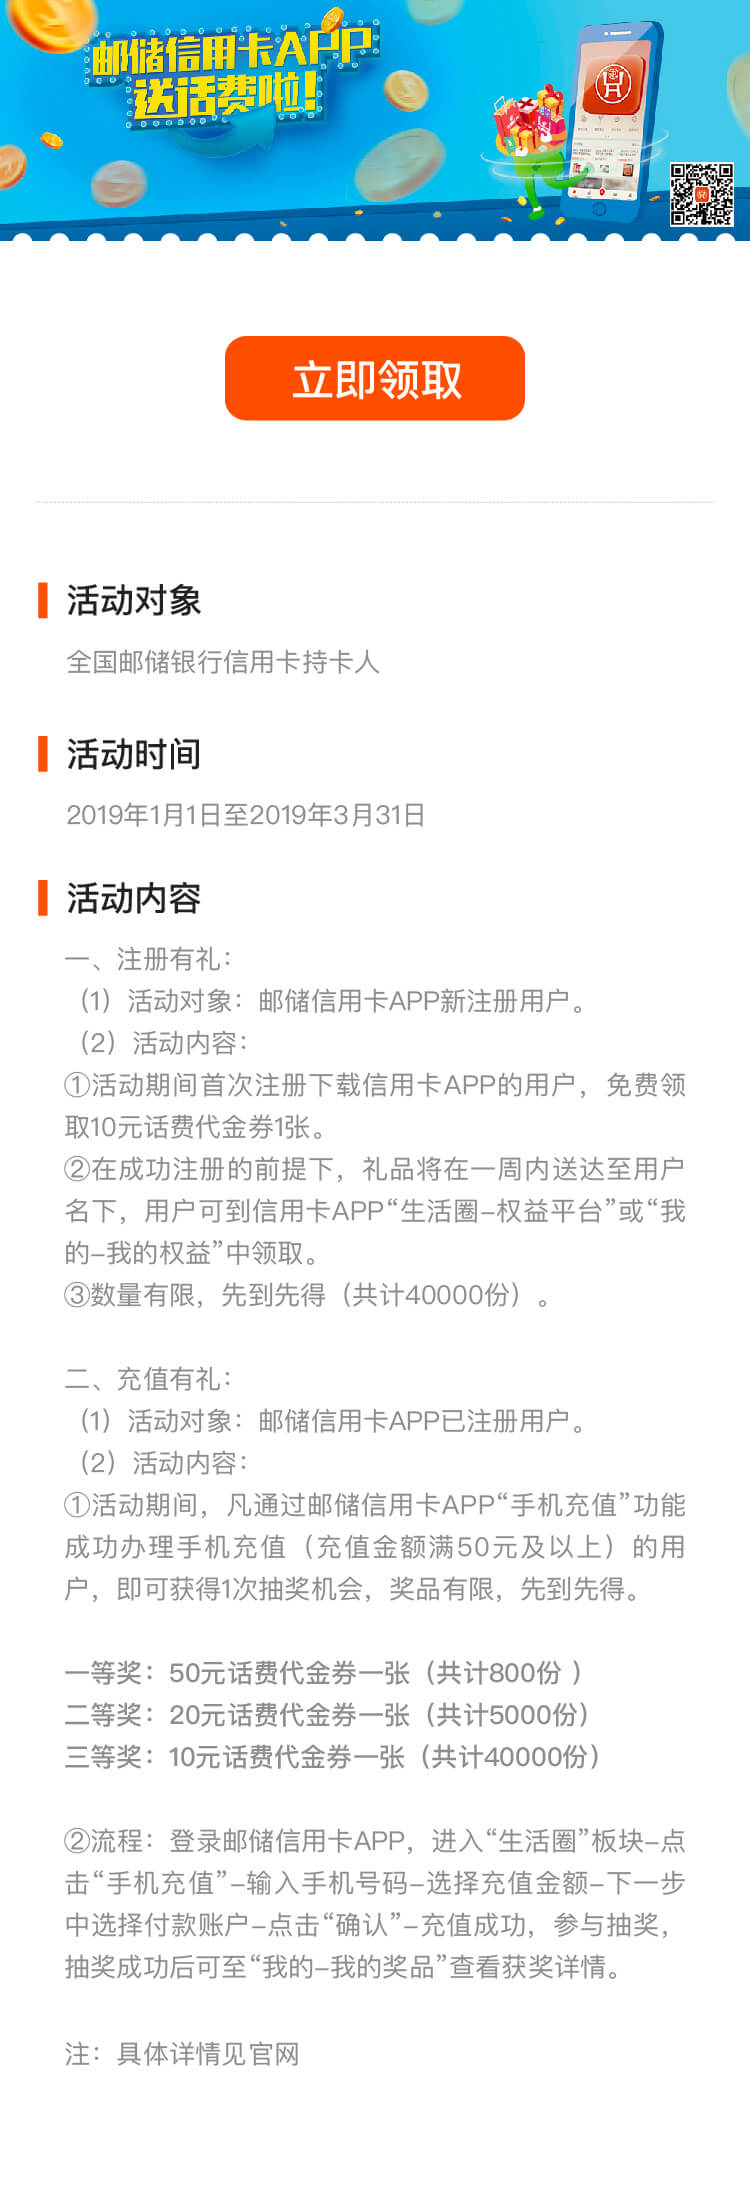 邮储信用卡APP
送话费啦！
立即领取
活动对象
全国邮储银行信用卡持卡人
活动时间
2019年1月1日至2019年3月31日
活动内容
一、注册有礼：
（1）活动对象：邮储信用卡APP新注册用户。
（2）活动内容：
①活动期间首次注册下载信用卡APP的用户，免费领
取10元话费代金券1张。
②在成功注册的前提下，礼品将在一周内送达至用户
名下，用户可到信用卡APP“生活圈–权益平台”或“我
的–我的权益”中领取。
③数量有限，先到先得（共计40000份）。
二、充值有礼：
（1）活动对象：邮储信用卡APP已注册用户。
（2）活动内容：
①活动期间，凡通过邮储信用卡APP“手机充值”功能
成功办理手机充值（充值金额满50元及以上）的用
户，即可获得1次抽奖机会，奖品有限，先到先得。
一等奖：50元话费代金券一张（共计800份 ）
二等奖：20元话费代金券一张（共计5000份）
三等奖：10元话费代金券一张（共计40000份）
②流程：登录邮储信用卡APP，进入“生活圈”板块–点
击“手机充值”–输入手机号码–选择充值金额–下一步
中选择付款账户–点击“确认”–充值成功，参与抽奖，
抽奖成功后可至“我的–我的奖品”查看获奖详情。
注：具体详情见官网